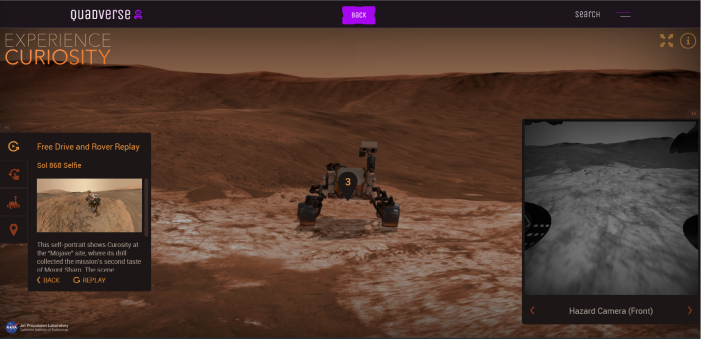 QUADVERSE
BACK
SEARCH
EXPERIENCE
CURIOSITY
i
Free Drive and Rover Replay
Sol 868 Selfie
3
This self-portrait shows Curosity at
the "Mojave" site, where its drill
collected the mission's second taste
of Mount Sharp. The scene
BACK
REPLAY
Hazard Camera (Front)
NASA
Jet Propulsion Laboratory
California Institute of Technology